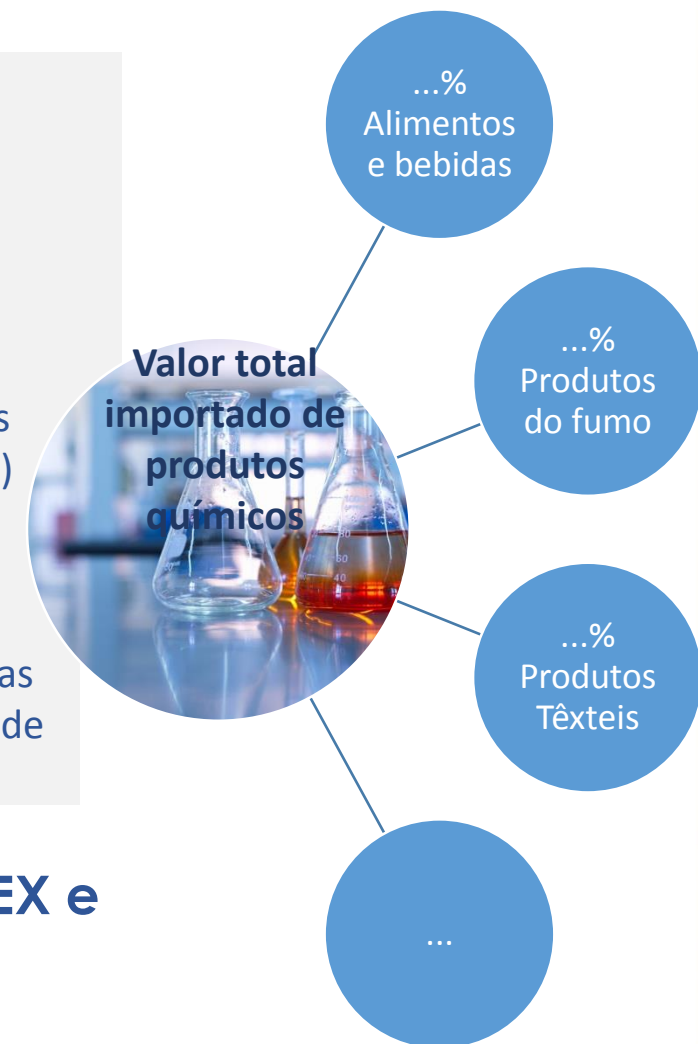 ...%
Alimentos
e bebidas
...%
Produtos
do fumo
Valor total
importado de
produtos
químicos
s
)
...%
Produtos
Têxteis
as
de
EX e
...